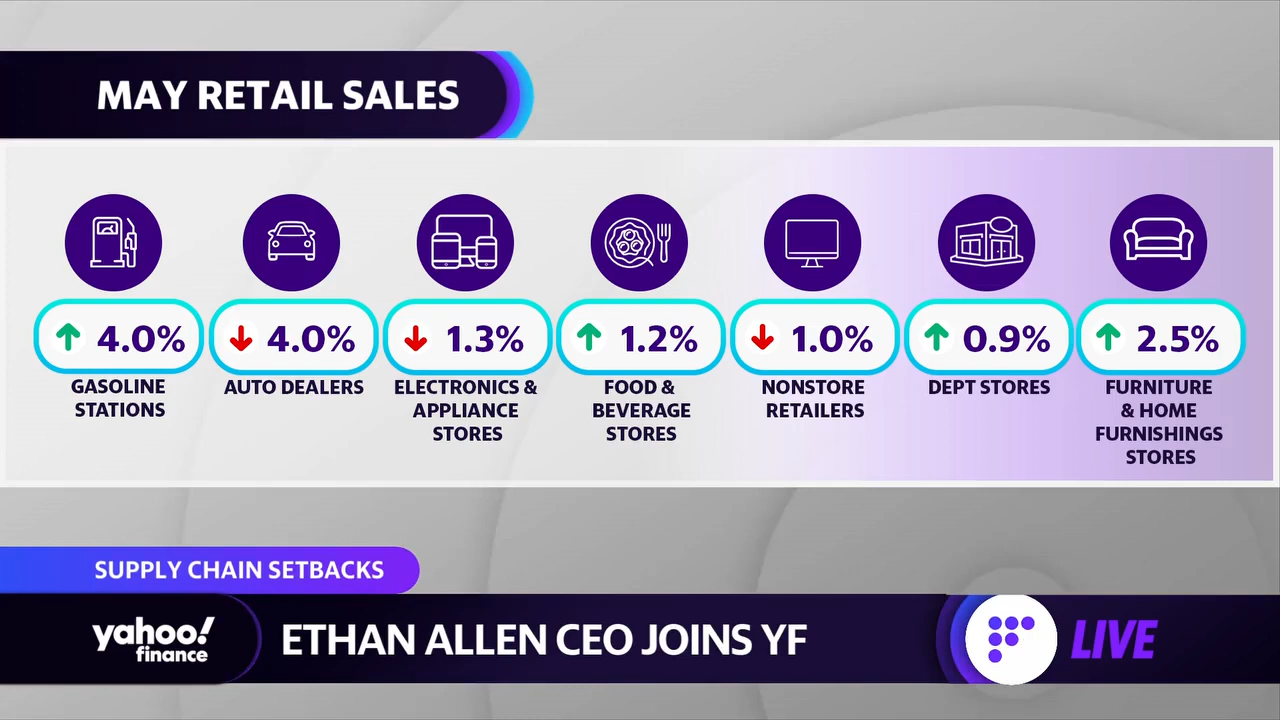 MAY RETAIL SALES
4.0%
GASOLINE
STATIONS
4.0%
AUTO DEALERS
1.3%
ELECTRONICS &
APPLIANCE
STORES
1.2%
FOOD &
BEVERAGE
STORES
1.0%
NONSTORE
RETAILERS
0.9%
DEPT STORES
2.5%
FURNITURE
& HOME
FURNISHINGS
STORES
SUPPLY CHAIN SETBACKS
yahoo!
finance
ETHAN ALLEN CEO JOINS YF
LIVE